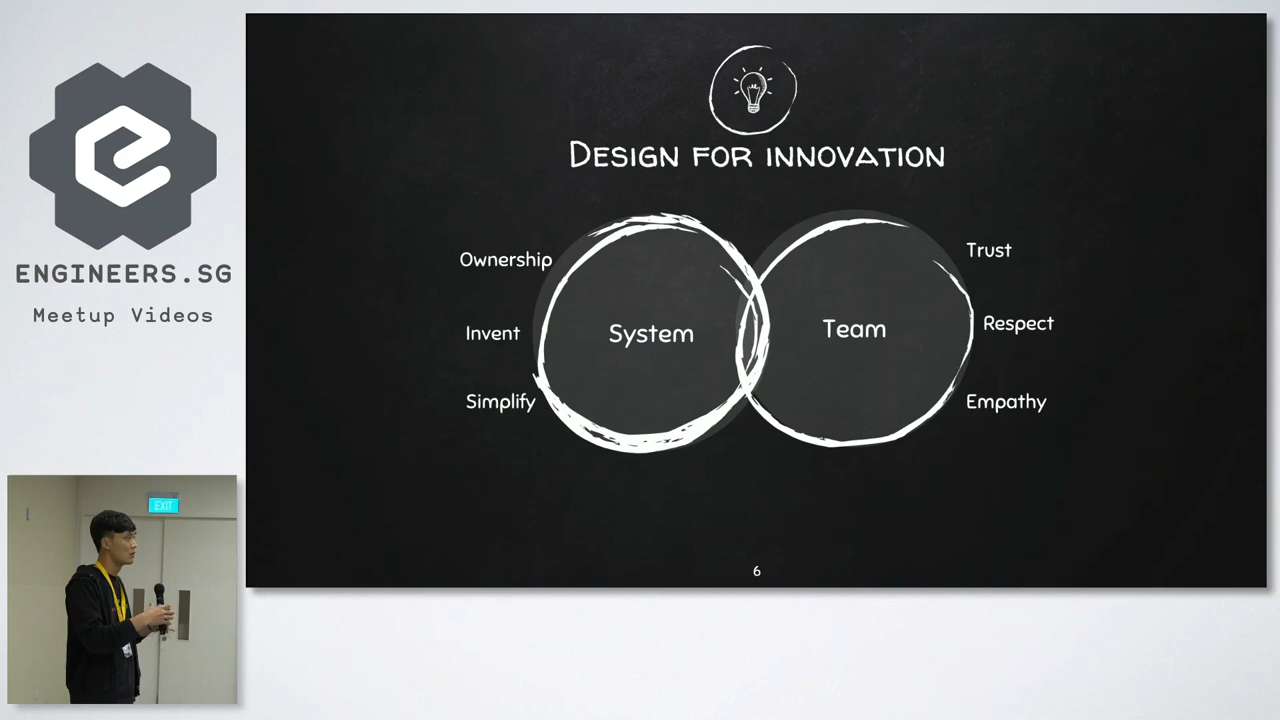 ENGINEERS.SG
Meetup Videos
DESIGN FOR INNOVATION
Ownership
Invent
Simplify
System
Team
Trust
Respect
Empathy
6
EXIT